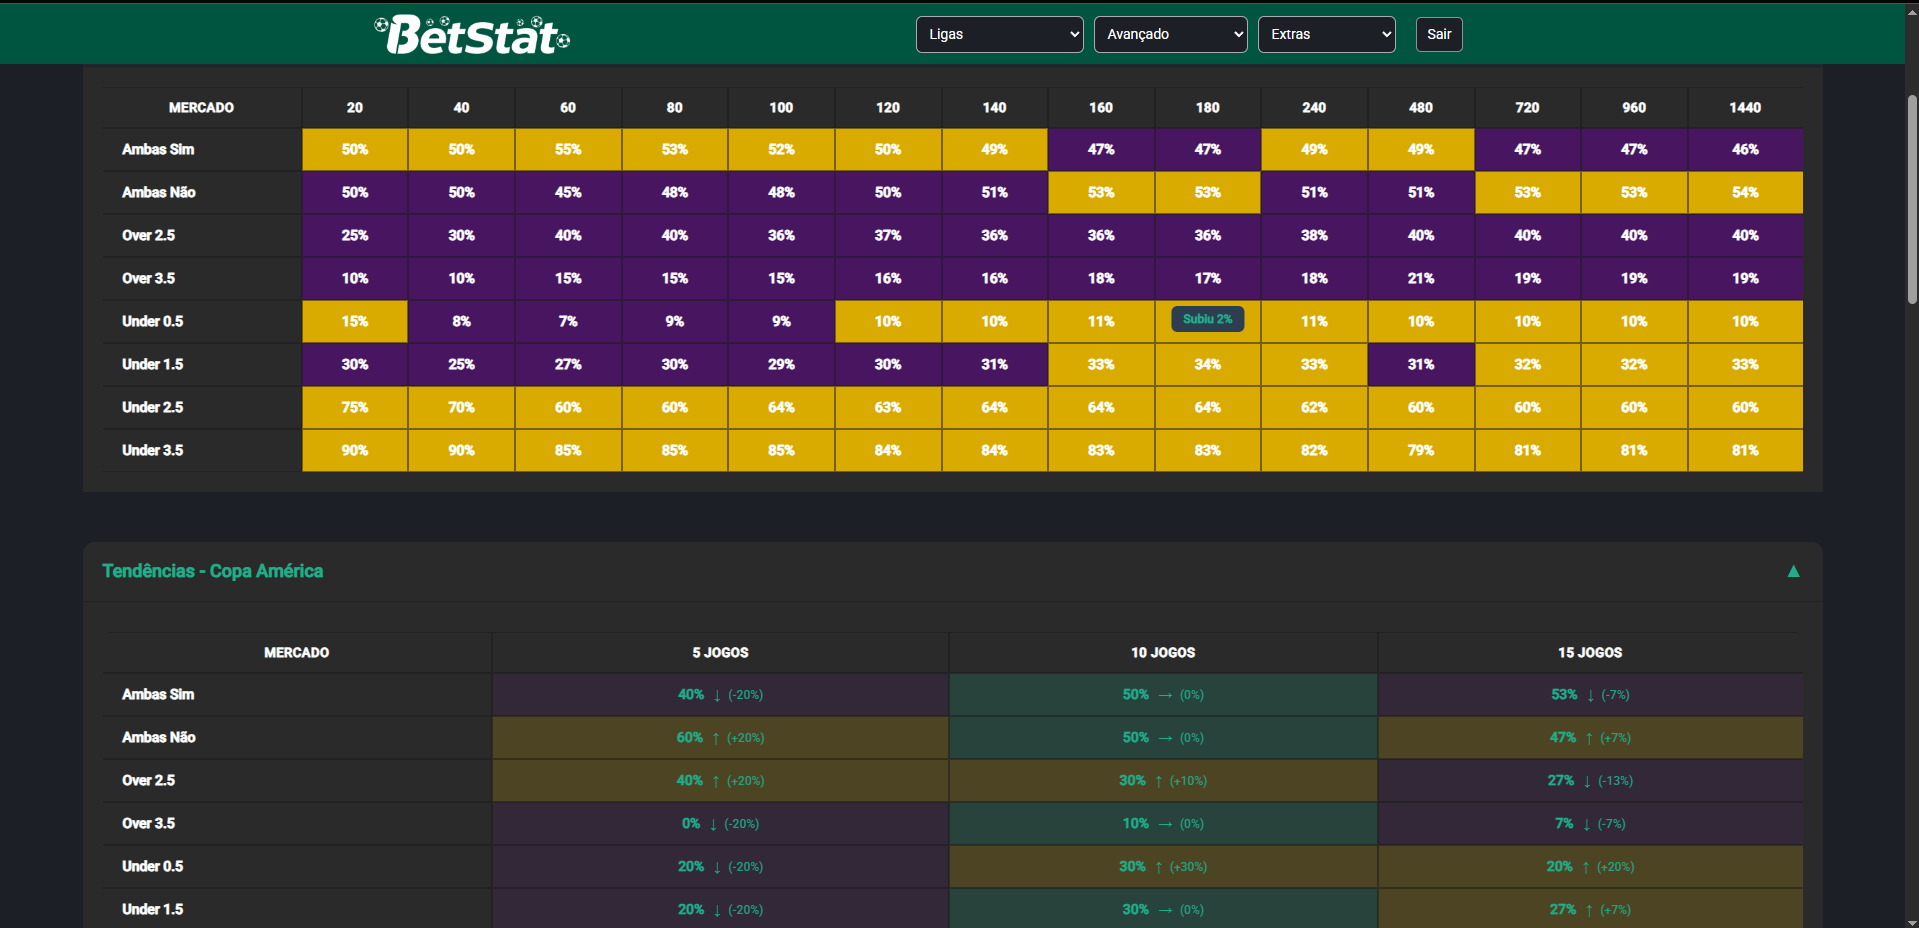 BetStat
Ligas Avançado Extras Sair
MERCADO 20 40 60 80 100 120 140 160 180 240 480 720 960 1440
Ambas Sim 50% 50% 55% 53% 52% 50% 49% 47% 47% 49% 49% 47% 47% 46%
Ambas Não 50% 50% 45% 48% 48% 50% 51% 53% 53% 51% 51% 53% 53% 54%
Over 2.5 25% 30% 40% 40% 36% 37% 36% 36% 36% 38% 40% 40% 40% 40%
Over 3.5 10% 10% 15% 15% 15% 16% 16% 18% 17% 18% 21% 19% 19% 19%
Under 0.5 15% 8% 7% 9% 9% 10% 10% 11% Subiu 2% 11% 10% 10% 10% 10%
Under 1.5 30% 25% 27% 30% 29% 30% 31% 33% 34% 33% 31% 32% 32% 33%
Under 2.5 75% 70% 60% 60% 64% 63% 64% 64% 64% 62% 60% 60% 60% 60%
Under 3.5 90% 90% 85% 85% 85% 84% 84% 83% 83% 82% 79% 81% 81% 81%
Tendências - Copa América ▲
MERCADO 5 JOGOS 10 JOGOS 15 JOGOS
Ambas Sim 40% ↓ (-20%) 50% → (0%) 53% ↓ (-7%)
Ambas Não 60% ↑ (+20%) 50% → (0%) 47% ↑ (+7%)
Over 2.5 40% ↑ (+20%) 30% ↑ (+10%) 27% ↓ (-13%)
Over 3.5 0% ↓ (-20%) 10% → (0%) 7% ↓ (-7%)
Under 0.5 20% ↓ (-20%) 30% ↑ (+30%) 20% ↑ (+20%)
Under 1.5 20% ↓ (-20%) 30% → (0%) 27% ↑ (+7%)